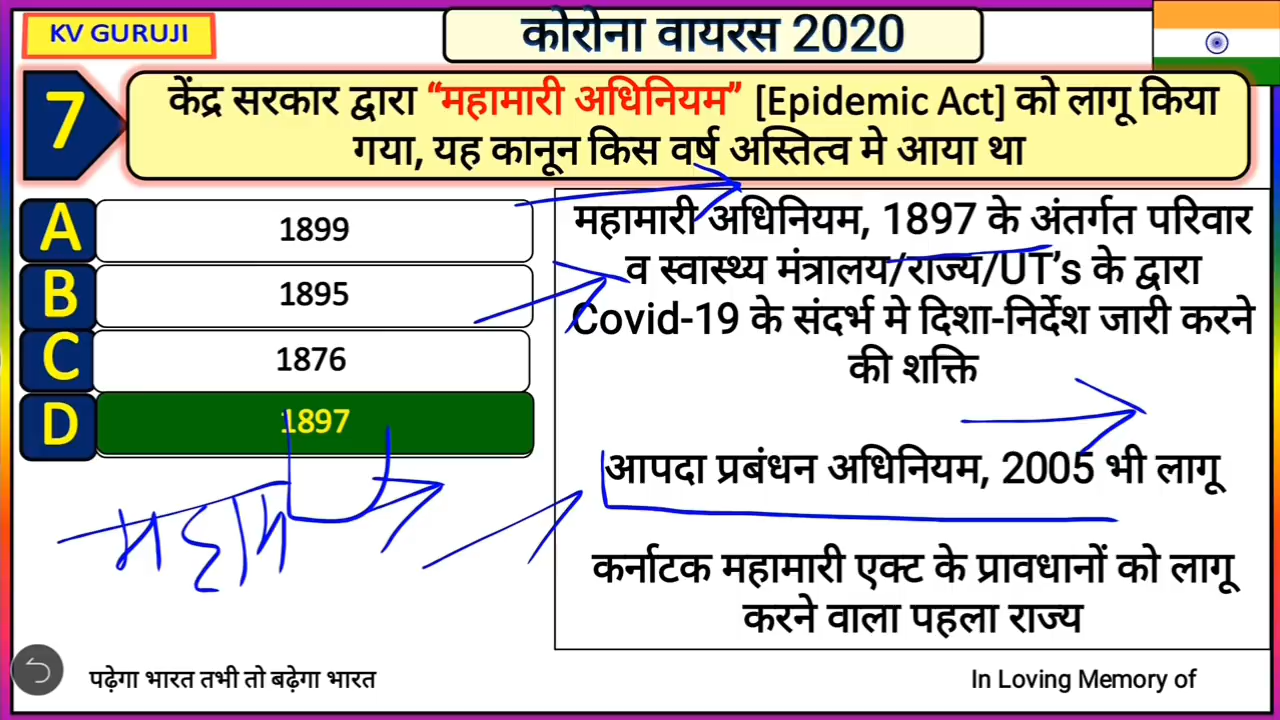 KV GURUJI
कोरोना वायरस 2020
7
केंद्र सरकार द्वारा “महामारी अधिनियम” [Epidemic Act] को लागू किया
गया, यह कानून किस वर्ष अस्तित्व मे आया था
A 1899
B 1895
C 1876
D 1897
महामारी अधिनियम, 1897 के अंतर्गत परिवार
व स्वास्थ्य मंत्रालय/राज्य/UT’s के द्वारा
Covid-19 के संदर्भ मे दिशा-निर्देश जारी करने
की शक्ति
आपदा प्रबंधन अधिनियम, 2005 भी लागू
कर्नाटक महामारी एक्ट के प्रावधानों को लागू
करने वाला पहला राज्य
पढ़ेगा भारत तभी तो बढ़ेगा भारत
In Loving Memory of